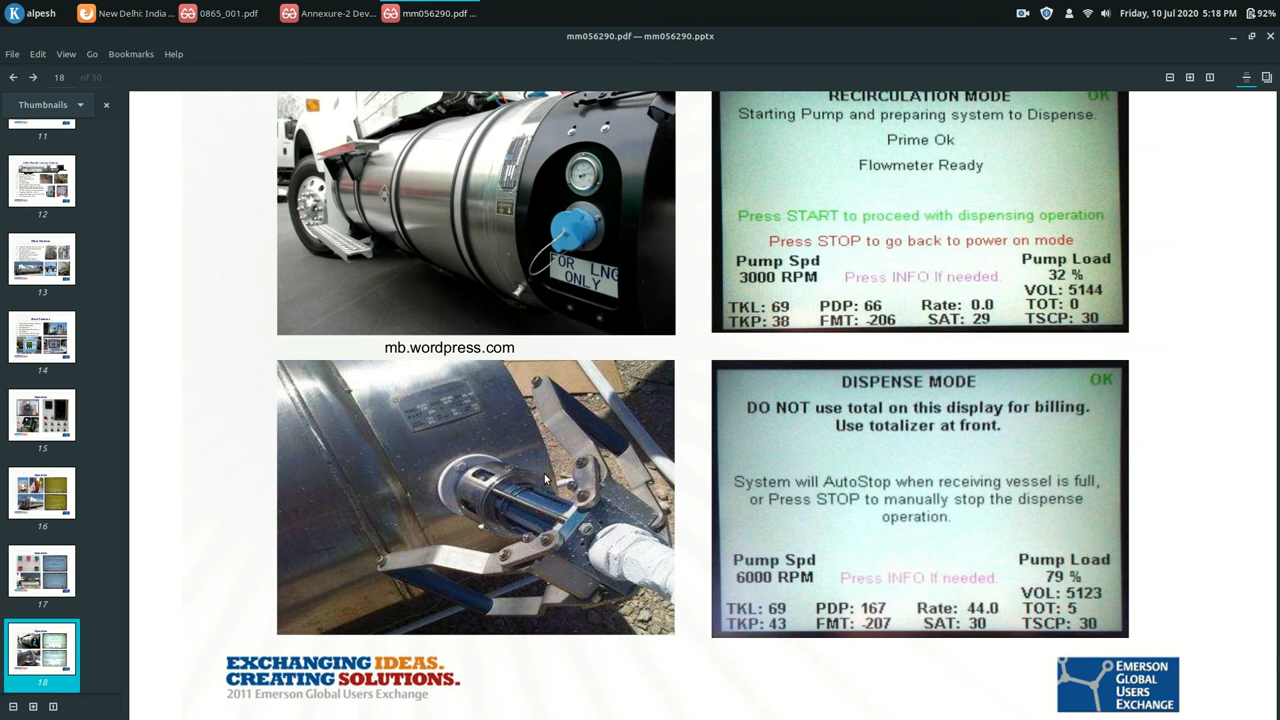 alpesh
New Delhi: India ...
0865_001.pdf
Annexure-2 Dev...
mm056290.pdf ...
Friday, 10 Jul 2020 5:18 PM
92%
mm056290.pdf — mm056290.pptx
File Edit View Go Bookmarks Help
18 of 30
Thumbnails
11
12
13
14
15
16
17
18
FOR LNG
ONLY
mb.wordpress.com
RECIRCULATION MODE OK
Starting Pump and preparing system to Dispense.
Prime Ok
Flowmeter Ready
Press START to proceed with dispensing operation
Press STOP to go back to power on mode
Pump Spd Pump Load
3000 RPM Press INFO If needed. 32 %
VOL: 5144
TKL: 69 PDP: 66 Rate: 0.0 TOT: 0
TKP: 38 FMT: -206 SAT: 29 TSCP: 30
DISPENSE MODE OK
DO NOT use total on this display for billing.
Use totalizer at front.
System will AutoStop when receiving vessel is full,
or Press STOP to manually stop the dispense
operation.
Pump Spd Pump Load
6000 RPM Press INFO If needed. 79 %
VOL: 5123
TKL: 69 PDP: 167 Rate: 44.0 TOT: 5
TKP: 43 FMT: -207 SAT: 30 TSCP: 30
EXCHANGING IDEAS.
CREATING SOLUTIONS.
2011 Emerson Global Users Exchange
EMERSON
GLOBAL
USERS
EXCHANGE